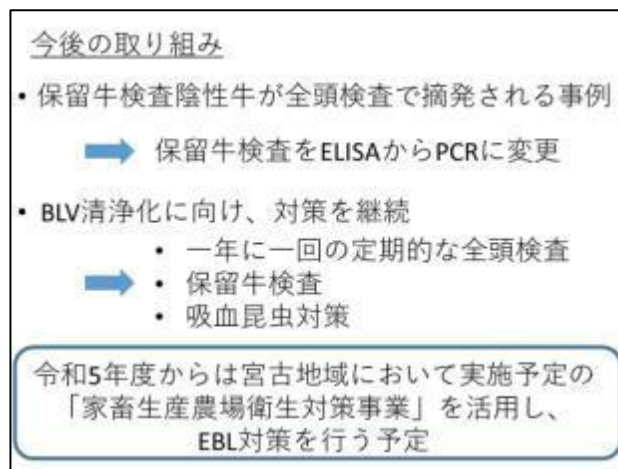 今後の取り組み
• 保留牛検査陰性牛が全頭検査で摘発される事例
保留牛検査をELISAからPCRに変更
• BLV清浄化に向け、対策を継続
• 一年に一回の定期的な全頭検査
• 保留牛検査
• 吸血昆虫対策
令和5年度からは宮古地域において実施予定の
「家畜生産農場衛生対策事業」を活用し、
EBL対策を行う予定